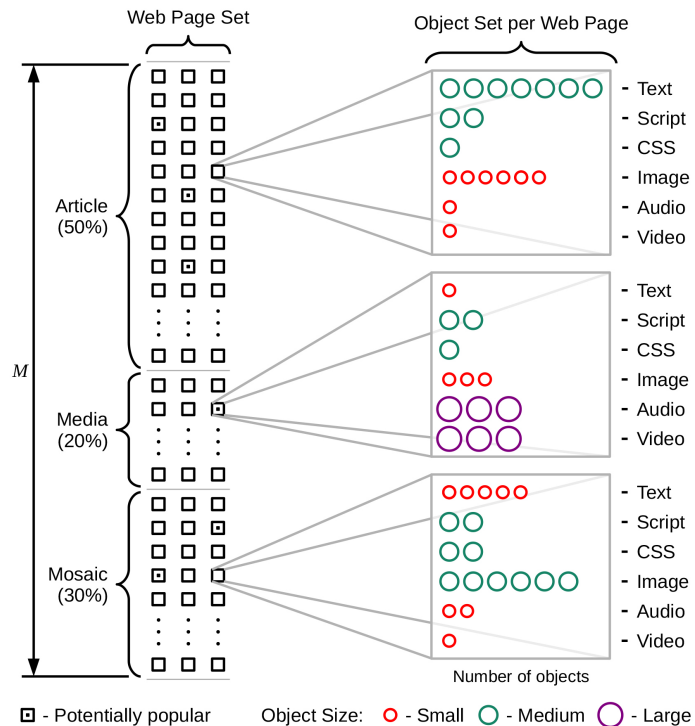 Web Page Set
Object Set per Web Page
M
Article
(50%)
Media
(20%)
Mosaic
(30%)
- Text
- Script
- CSS
- Image
- Audio
- Video
- Text
- Script
- CSS
- Image
- Audio
- Video
- Text
- Script
- CSS
- Image
- Audio
- Video
Number of objects
- Potentially popular
Object Size: - Small - Medium - Large